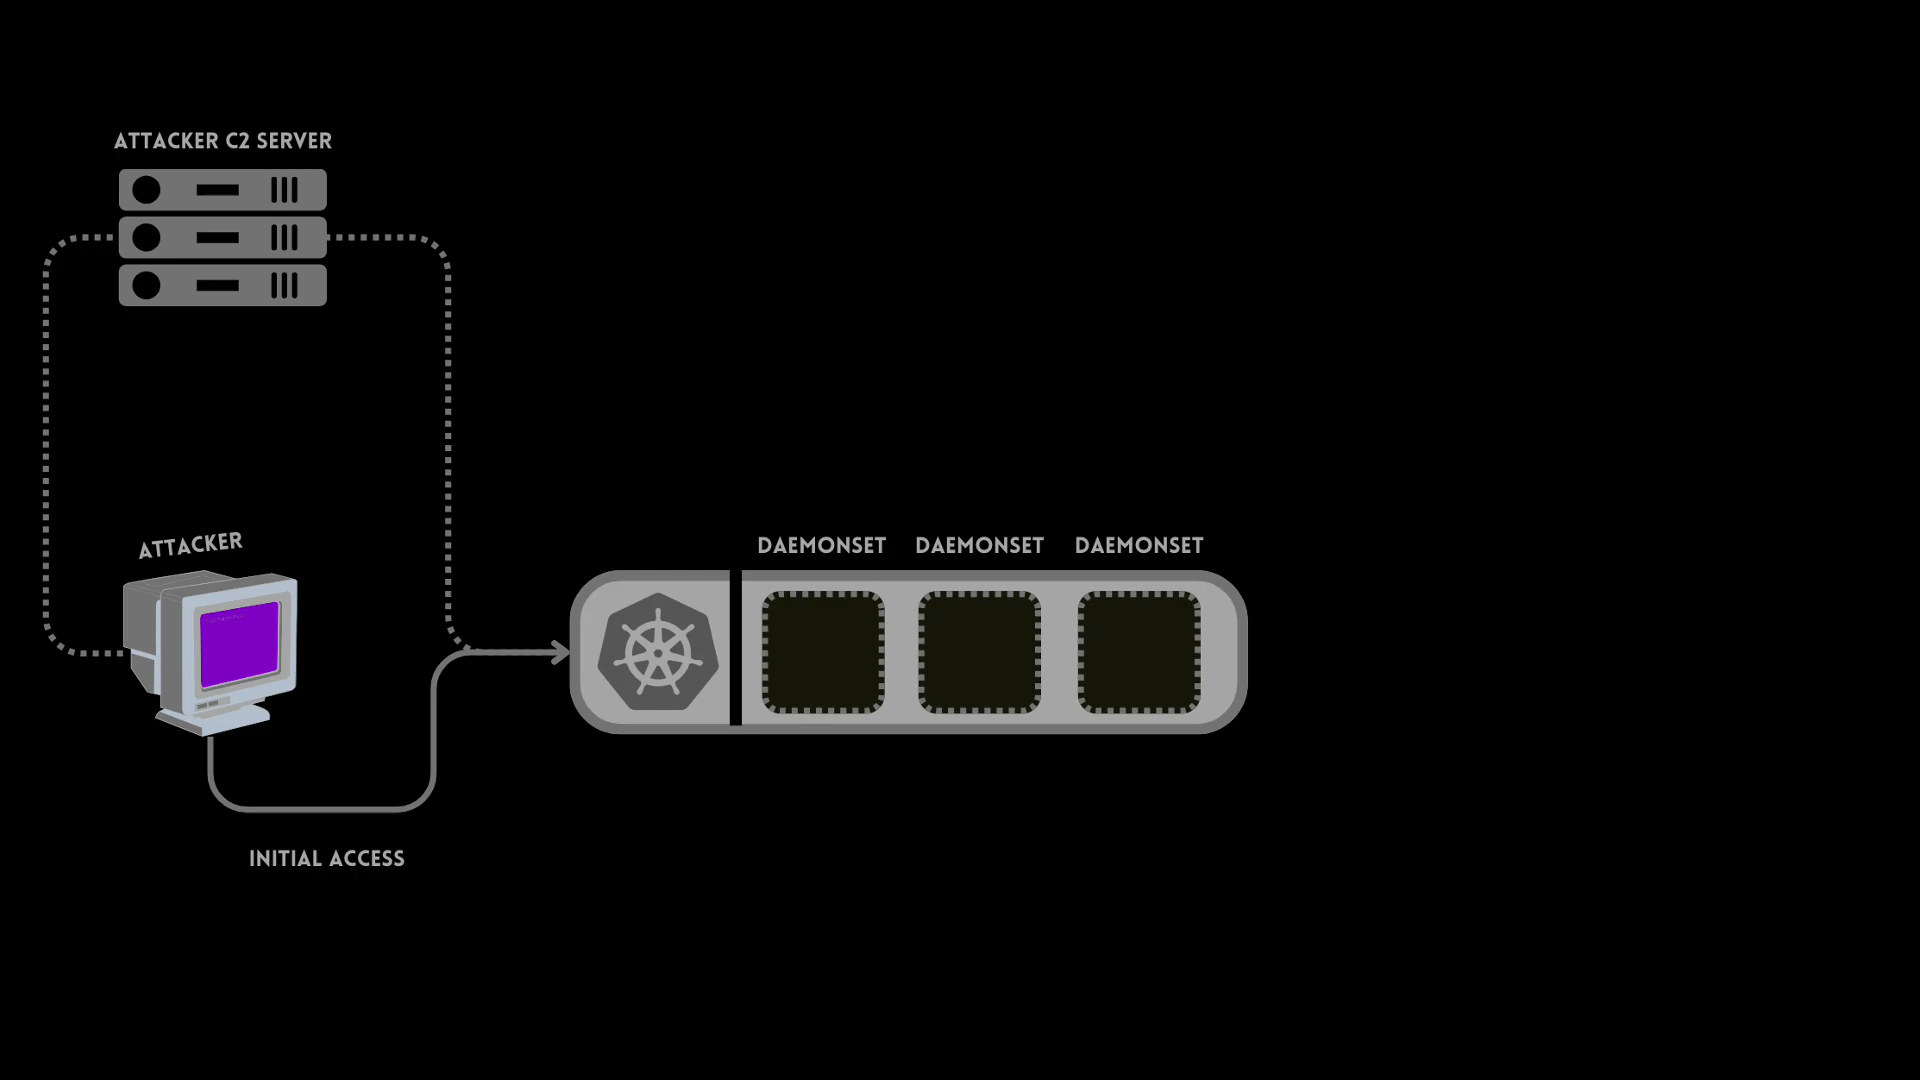 ATTACKER C2 SERVER
ATTACKER
DAEMONSET DAEMONSET DAEMONSET
INITIAL ACCESS